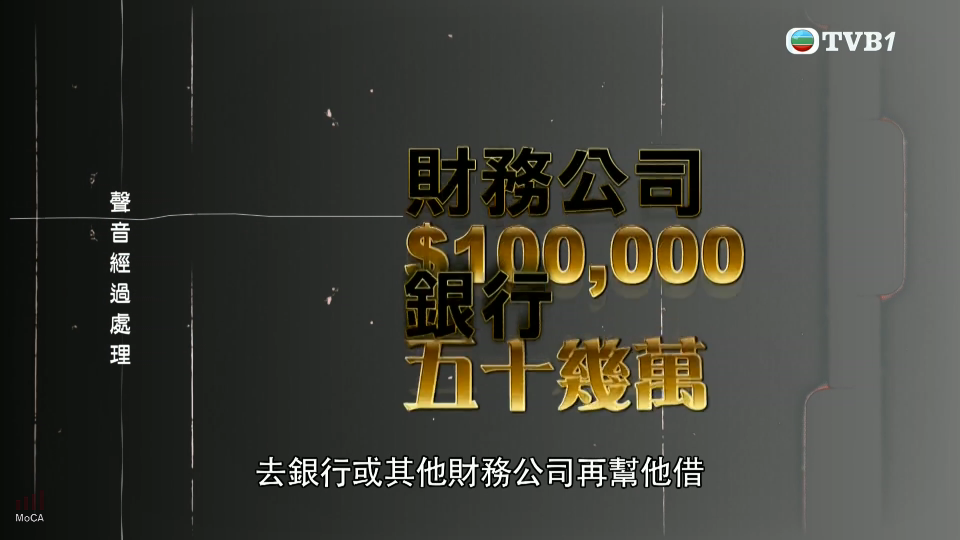 TVB1
聲音經過處理
財務公司
$100,000
銀行
五十幾萬
去銀行或其他財務公司再幫他借
MoCA